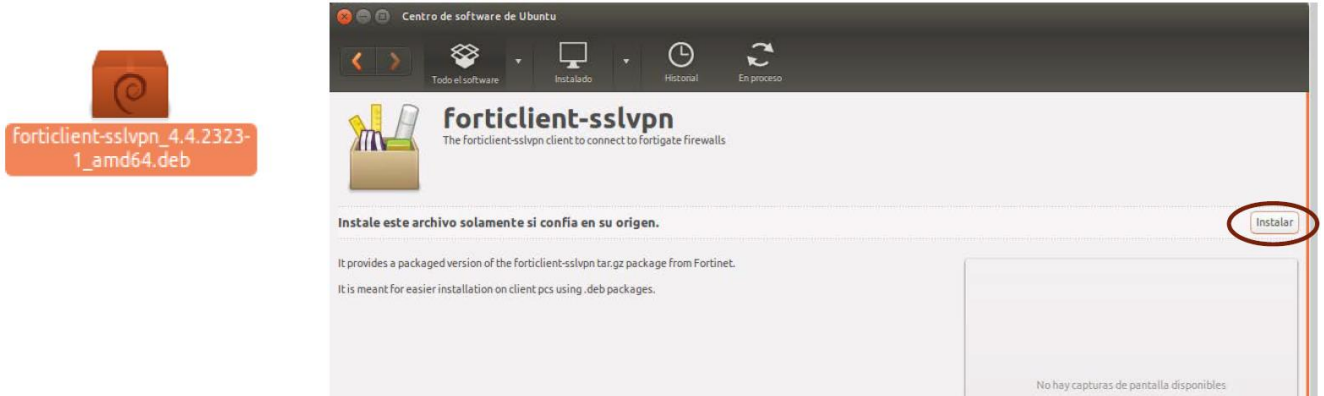 forticlient-sslvpn_4.4.2323-
1_amd64.deb
Centro de software de Ubuntu
Todo el software
Instalado
Historial
En proceso
forticlient-sslvpn
The forticlient-sslvpn client to connect to fortigate firewalls
Instale este archivo solamente si confía en su origen.
Instalar
It provides a packaged version of the forticlient-sslvpn tar.gz package from Fortinet.
It is meant for easier installation on client pcs using .deb packages.
No hay capturas de pantalla disponibles